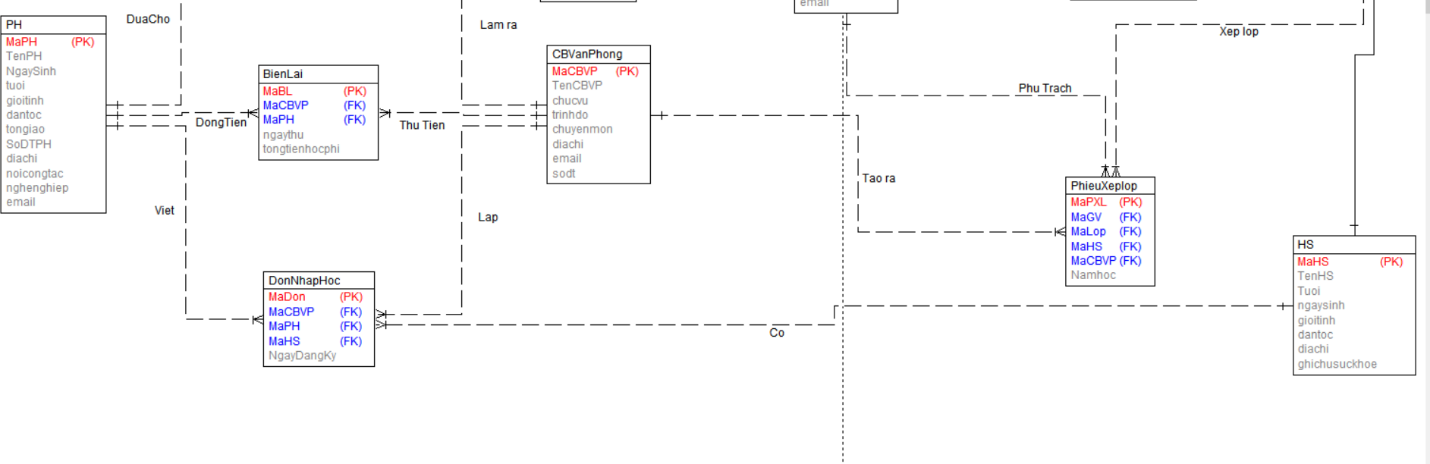 email
PH
MaPH (PK)
TenPH
NgaySinh
tuoi
gioitinh
dantoc
tongiao
SoDTPH
diachi
noicongtac
nghenghiep
email
DuaCho
DongTien
Viet
BienLai
MaBL (PK)
MaCBVP (FK)
MaPH (FK)
ngaythu
tongtienhocphi
Lam ra
Thu Tien
Lap
DonNhapHoc
MaDon (PK)
MaCBVP (FK)
MaPH (FK)
MaHS (FK)
NgayDangKy
CBVanPhong
MaCBVP (PK)
TenCBVP
chucvu
trinhdo
chuyenmon
diachi
email
sodt
Co
Tao ra
Phu Trach
Xep lop
PhieuXeplop
MaPXL (PK)
MaGV (FK)
MaLop (FK)
MaHS (FK)
MaCBVP (FK)
Namhoc
HS
MaHS (PK)
TenHS
Tuoi
ngaysinh
gioitinh
dantoc
diachi
ghichusuckhoe